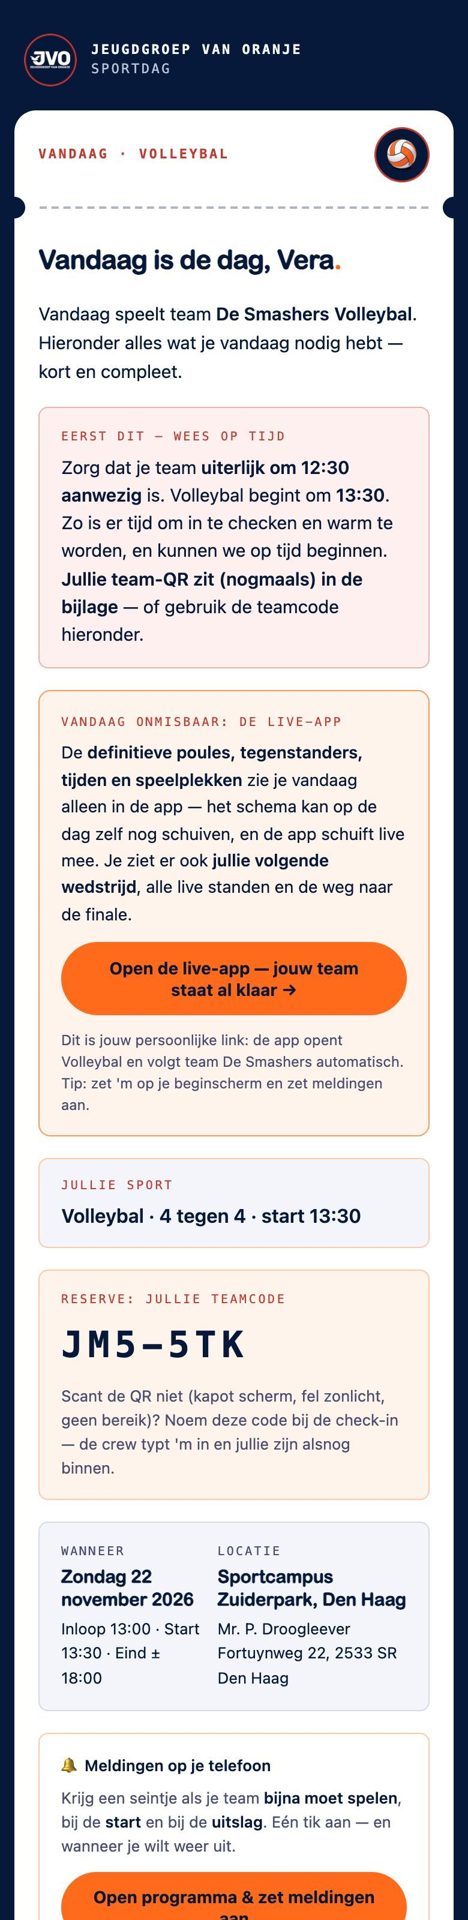 JVO
JEUGDGROEP VAN ORANJE
JEUGDGROEP VAN ORANJE
SPORTDAG
VANDAAG · VOLLEYBAL
Vandaag is de dag, Vera.
Vandaag speelt team De Smashers Volleybal.
Hieronder alles wat je vandaag nodig hebt —
kort en compleet.
EERST DIT — WEES OP TIJD
Zorg dat je team uiterlijk om 12:30
aanwezig is. Volleybal begint om 13:30.
Zo is er tijd om in te checken en warm te
worden, en kunnen we op tijd beginnen.
Jullie team-QR zit (nogmaals) in de
bijlage — of gebruik de teamcode
hieronder.
VANDAAG ONMISBAAR: DE LIVE-APP
De definitieve poules, tegenstanders,
tijden en speelplekken zie je vandaag
alleen in de app — het schema kan op de
dag zelf nog schuiven, en de app schuift live
mee. Je ziet er ook jullie volgende
wedstrijd, alle live standen en de weg naar
de finale.
Open de live-app — jouw team
staat al klaar →
Dit is jouw persoonlijke link: de app opent
Volleybal en volgt team De Smashers automatisch.
Tip: zet 'm op je beginscherm en zet meldingen
aan.
JULLIE SPORT
Volleybal · 4 tegen 4 · start 13:30
RESERVE: JULLIE TEAMCODE
JM5-5TK
Scant de QR niet (kapot scherm, fel zonlicht,
geen bereik)? Noem deze code bij de check-in
— de crew typt 'm in en jullie zijn alsnog
binnen.
WANNEER
Zondag 22
november 2026
Inloop 13:00 · Start
13:30 · Eind ±
18:00
LOCATIE
Sportcampus
Zuiderpark, Den Haag
Mr. P. Droogleever
Fortuynweg 22, 2533 SR
Den Haag
🔔 Meldingen op je telefoon
Krijg een seintje als je team bijna moet spelen,
bij de start en bij de uitslag. Eén tik aan — en
wanneer je wilt weer uit.
Open programma & zet meldingen
aan